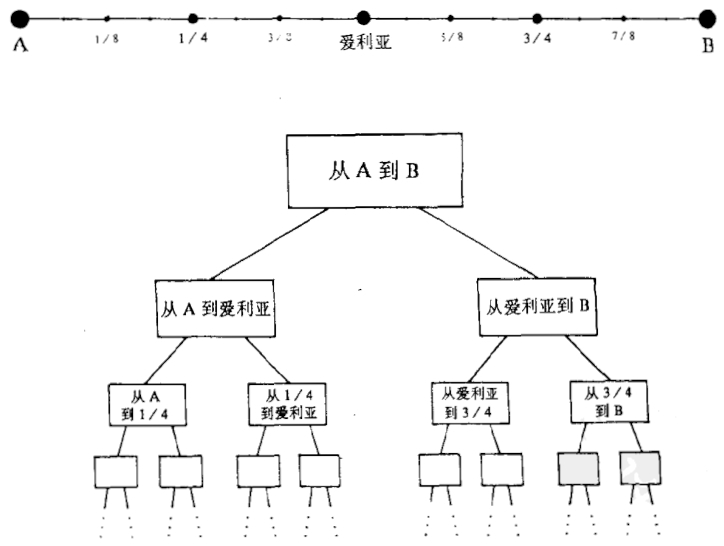 A 1/8 1/4 爱利亚 5/8 3/4 7/8 B
从 A 到 B
从 A 到爱利亚 从爱利亚到 B
从 A 从 1/4 从爱利亚 从 3/4
到 1/4 到爱利亚 到 3/4 到 B